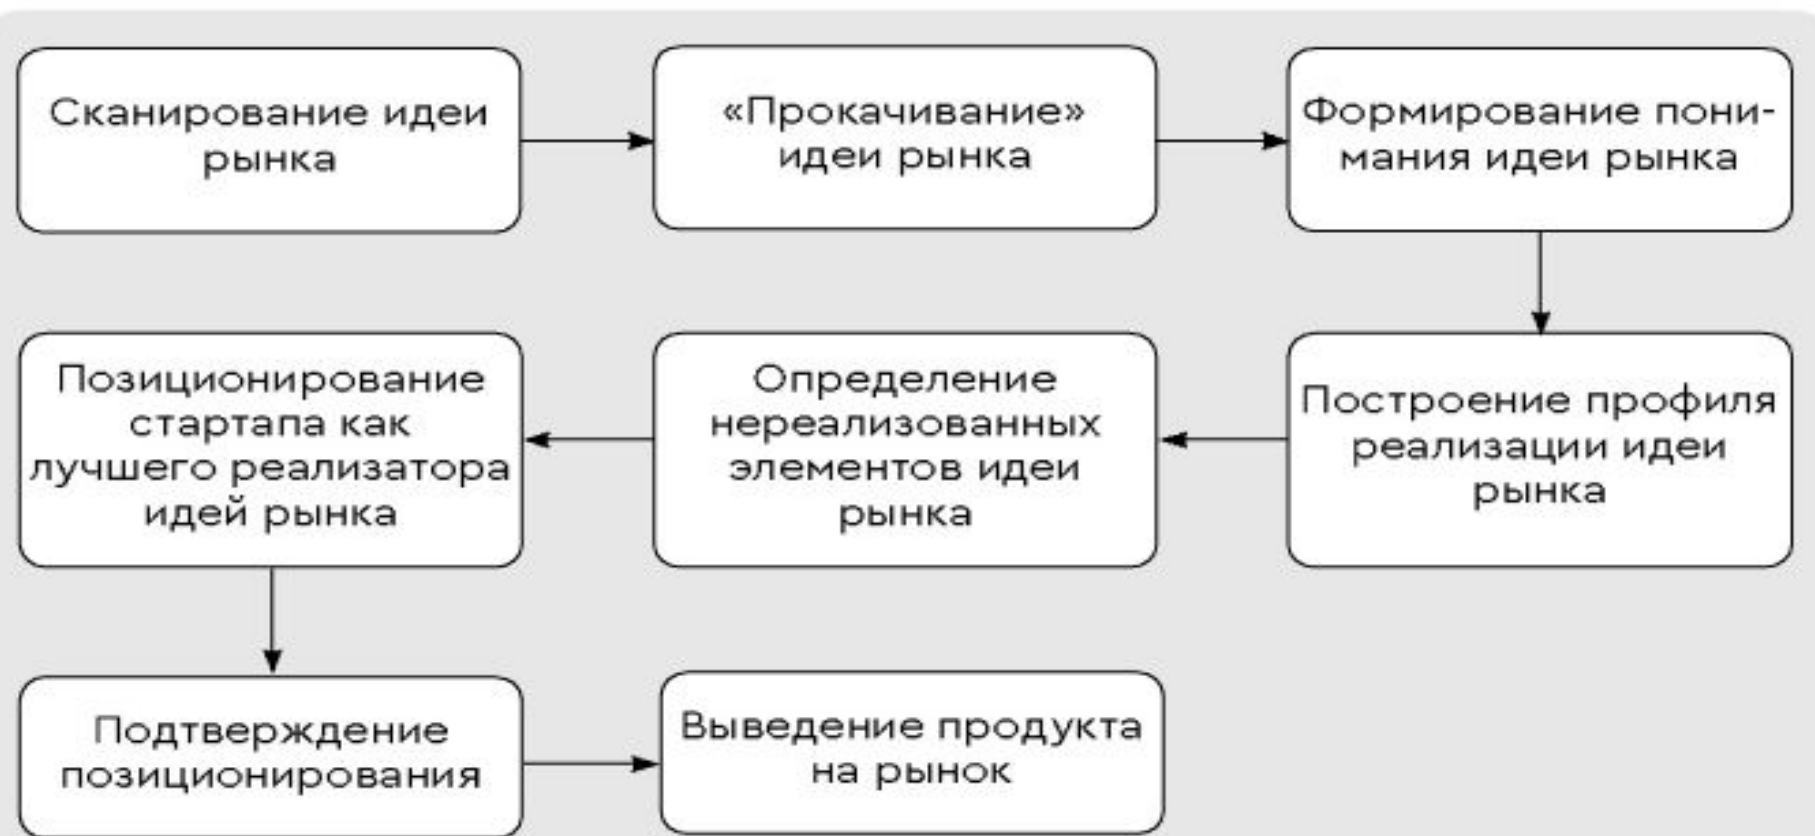 Сканирование идеи
рынка
«Прокачивание»
идеи рынка
Формирование пони-
мания идеи рынка
Построение профиля
реализации идеи
рынка
Определение
нереализованных
элементов идеи
рынка
Позиционирование
стартапа как
лучшего реализатора
идей рынка
Подтверждение
позиционирования
Выведение продукта
на рынок